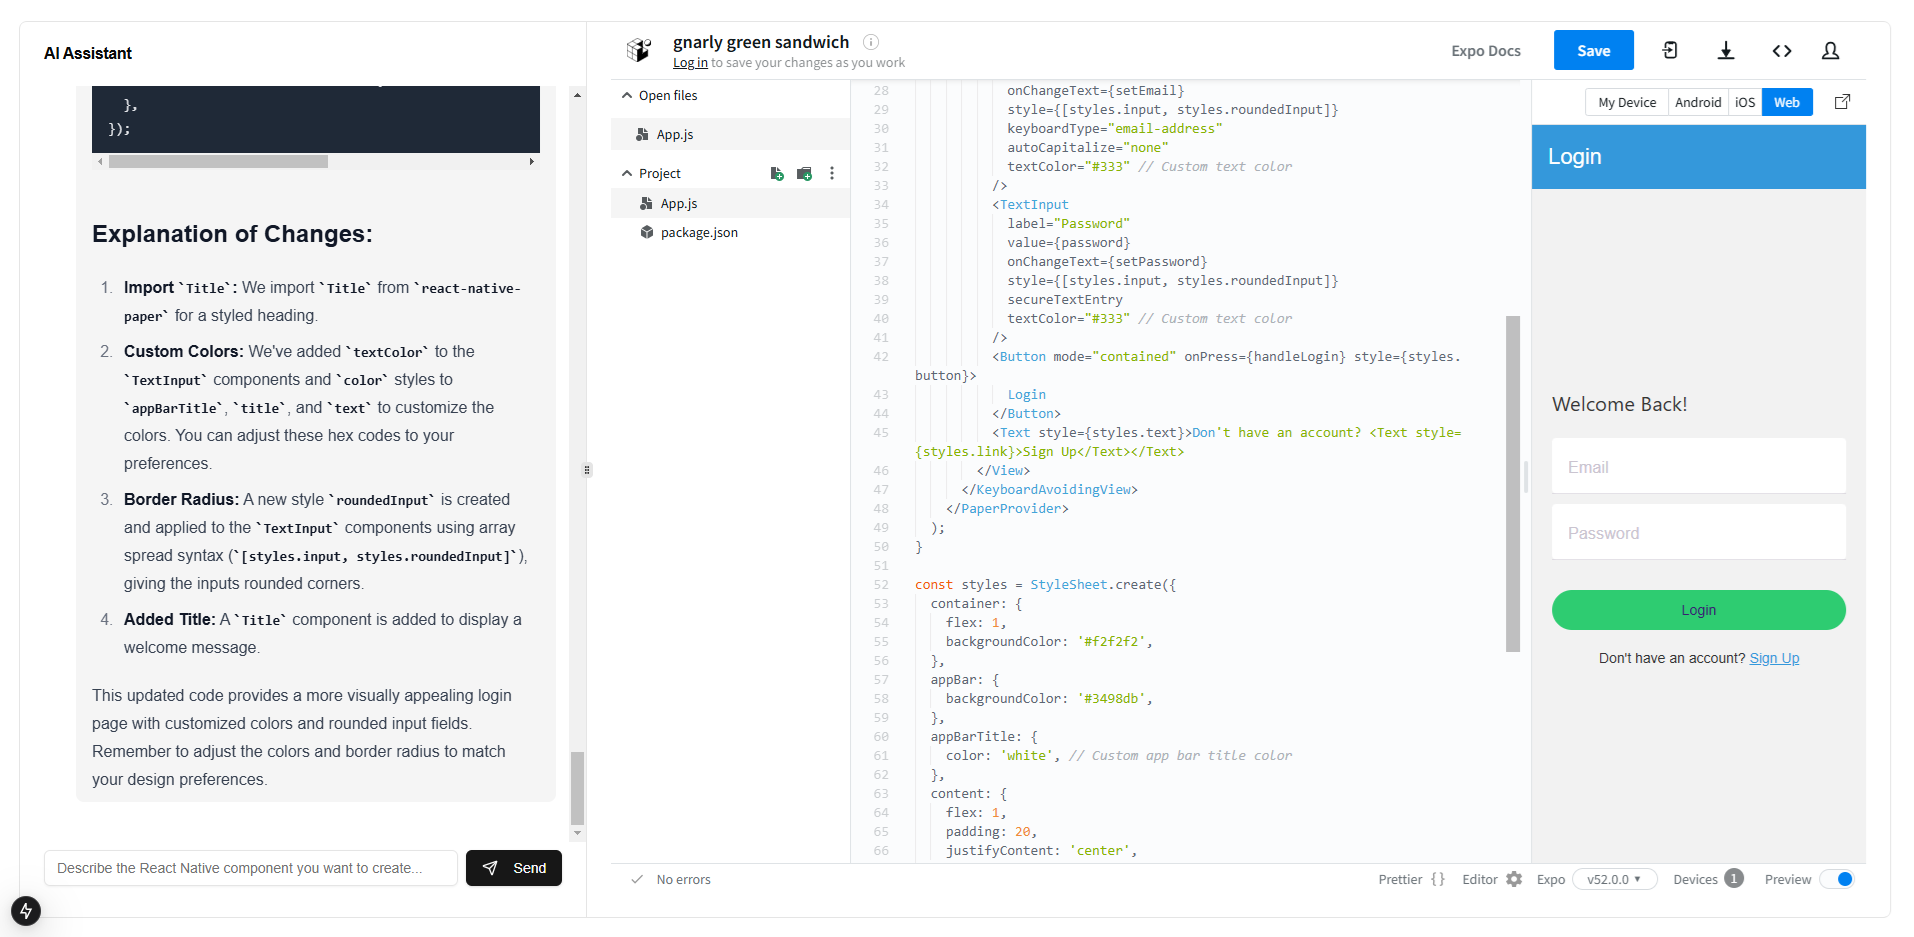 AI Assistant
},
});
Explanation of Changes:
1. Import `Title`: We import `Title` from `react-native-
paper` for a styled heading.
2. Custom Colors: We've added `textColor` to the
`TextInput` components and `color` styles to
`appBarTitle`, `title`, and `text` to customize the
colors. You can adjust these hex codes to your
preferences.
3. Border Radius: A new style `roundedInput` is created
and applied to the `TextInput` components using array
spread syntax (`[styles.input, styles.roundedInput]`),
giving the inputs rounded corners.
4. Added Title: A `Title` component is added to display a
welcome message.
This updated code provides a more visually appealing login
page with customized colors and rounded input fields.
Remember to adjust the colors and border radius to match
your design preferences.
Describe the React Native component you want to create...
Send
gnarly green sandwich
Log in to save your changes as you work
Expo Docs
Save
Open files
App.js
Project
App.js
package.json
28 onChangeText={setEmail}
29 style={[styles.input, styles.roundedInput]}
30 keyboardType="email-address"
31 autoCapitalize="none"
32 textColor="#333" // Custom text color
33 />
34 <TextInput
35 label="Password"
36 value={password}
37 onChangeText={setPassword}
38 style={[styles.input, styles.roundedInput]}
39 secureTextEntry
40 textColor="#333" // Custom text color
41 />
42 <Button mode="contained" onPress={handleLogin} style={styles.
button}>
43 Login
44 </Button>
45 <Text style={styles.text}>Don't have an account? <Text style=
{styles.link}>Sign Up</Text></Text>
46 </View>
47 </KeyboardAvoidingView>
48 </PaperProvider>
49 );
50 }
51
52 const styles = StyleSheet.create({
53 container: {
54 flex: 1,
55 backgroundColor: '#f2f2f2',
56 },
57 appBar: {
58 backgroundColor: '#3498db',
59 },
60 appBarTitle: {
61 color: 'white', // Custom app bar title color
62 },
63 content: {
64 flex: 1,
65 padding: 20,
66 justifyContent: 'center',
My Device
Android
iOS
Web
Login
Welcome Back!
Email
Password
Login
Don't have an account? Sign Up
No errors
Prettier {}
Editor
Expo
v52.0.0
Devices 1
Preview